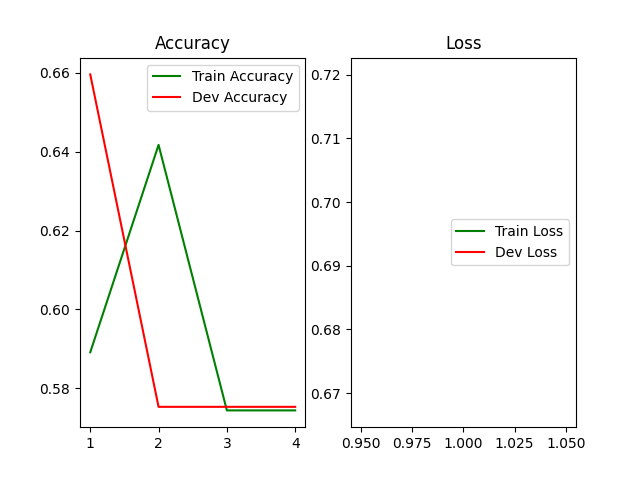 Accuracy
Train Accuracy
Dev Accuracy
0.66
0.64
0.62
0.60
0.58
1 2 3 4
Loss
Train Loss
Dev Loss
0.72
0.71
0.70
0.69
0.68
0.67
0.950 0.975 1.000 1.025 1.050